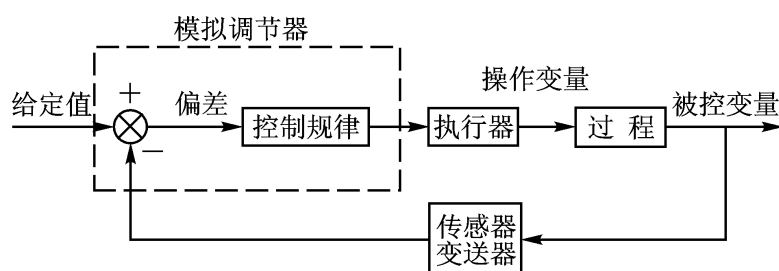 模拟调节器
操作变量
给定值
+
偏差
被控变量
控制规律
执行器
过 程
−
传感器
变送器